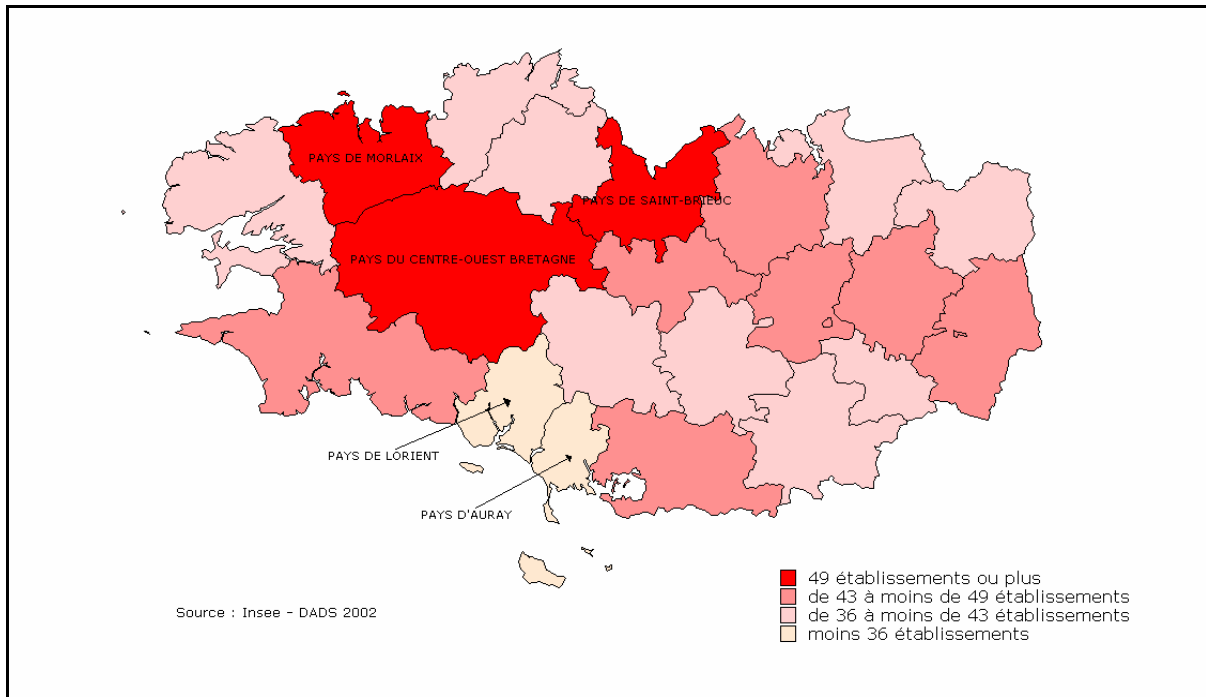 PAYS DE MORLAIX
PAYS DE SAINT-BRIEUC
PAYS DU CENTRE-OUEST BRETAGNE
PAYS DE LORIENT
PAYS D'AURAY
49 établissements ou plus
de 43 à moins de 49 établissements
de 36 à moins de 43 établissements
moins 36 établissements
Source : Insee - DADS 2002